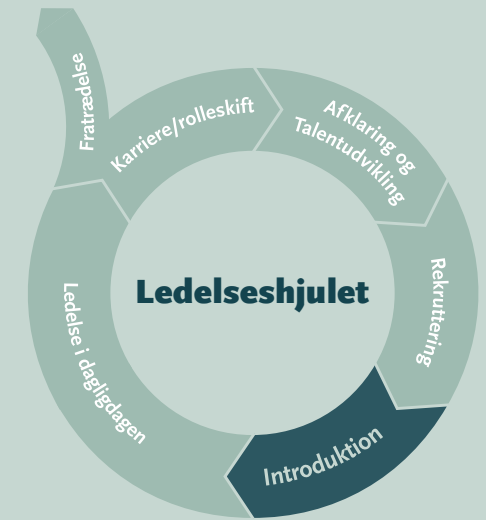 Fratrædelse
Karriere/rolleskift
Afklaring og
Talentudvikling
Ledelseshjulet
Rekruttering
Ledelse i dagligdagen
Introduktion